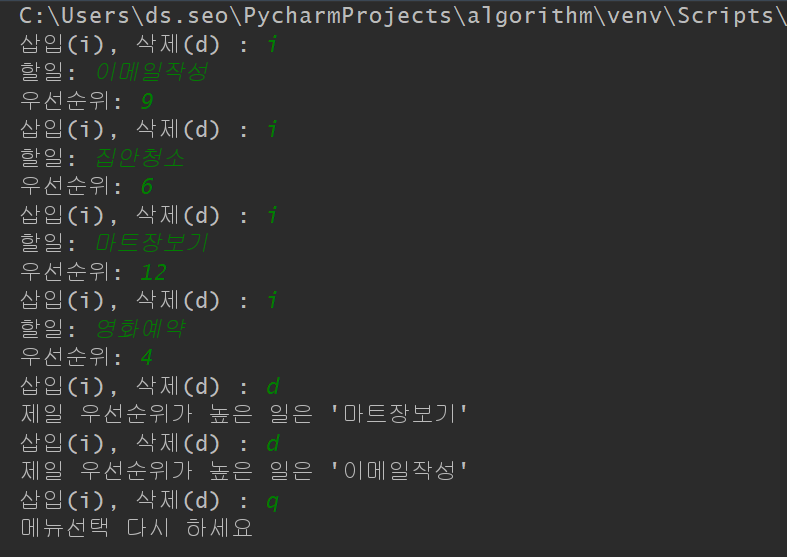 C:\Users\ds.seo\PycharmProjects\algorithm\venv\Scripts\
삽입(i), 삭제(d) : i
할일: 이메일작성
우선순위: 9
삽입(i), 삭제(d) : i
할일: 집안청소
우선순위: 6
삽입(i), 삭제(d) : i
할일: 마트장보기
우선순위: 12
삽입(i), 삭제(d) : i
할일: 영화예약
우선순위: 4
삽입(i), 삭제(d) : d
제일 우선순위가 높은 일은 '마트장보기'
삽입(i), 삭제(d) : d
제일 우선순위가 높은 일은 '이메일작성'
삽입(i), 삭제(d) : q
메뉴선택 다시 하세요